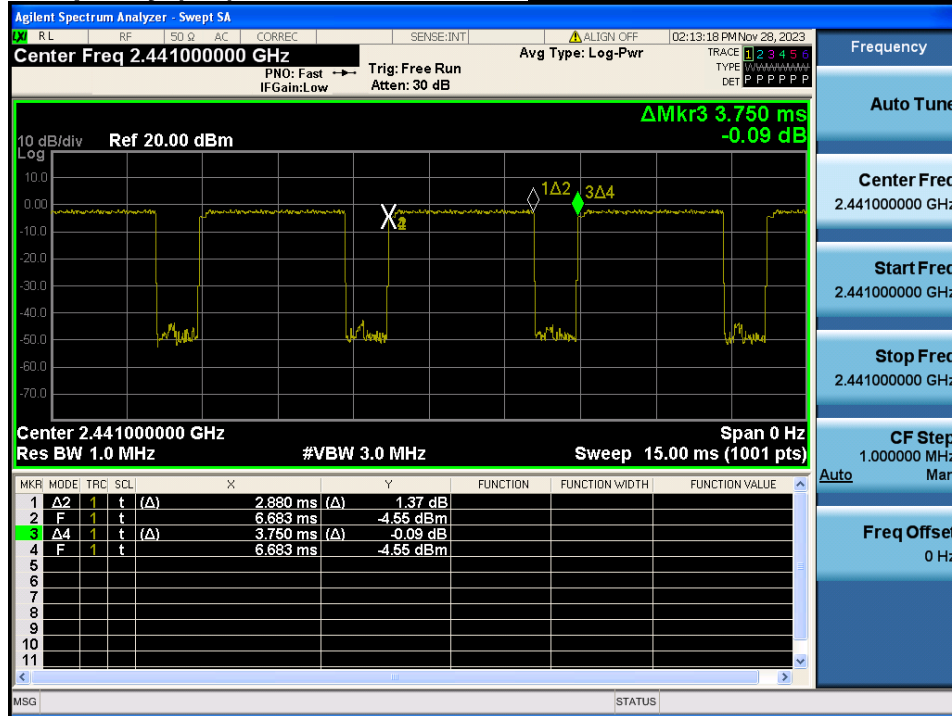 Agilent Spectrum Analyzer - Swept SA
LXI RL RF 50 Ω AC CORREC SENSE:INT ALIGN OFF 02:13:18 PM Nov 28, 2023
Center Freq 2.441000000 GHz
PNO: Fast
IFGain:Low
Trig: Free Run
Atten: 30 dB
Avg Type: Log-Pwr
TRACE 1 2 3 4 5 6
TYPE WWWWWWW
DET P P P P P P
ΔMkr3 3.750 ms
-0.09 dB
10 dB/div Ref 20.00 dBm
Log
10.0
0.00
-10.0
-20.0
-30.0
-40.0
-50.0
-60.0
-70.0
1Δ2 3Δ4
Center 2.441000000 GHz Span 0 Hz
Res BW 1.0 MHz #VBW 3.0 MHz Sweep 15.00 ms (1001 pts)
MKR MODE TRC SCL X Y FUNCTION FUNCTION WIDTH FUNCTION VALUE
1 Δ2 1 t (Δ) 2.880 ms (Δ) 1.37 dB
2 F 1 t 6.683 ms -4.55 dBm
3 Δ4 1 t (Δ) 3.750 ms (Δ) -0.09 dB
4 F 1 t 6.683 ms -4.55 dBm
5
6
7
8
9
10
11
MSG STATUS
Frequency
Auto Tune
Center Freq
2.441000000 GHz
Start Freq
2.441000000 GHz
Stop Freq
2.441000000 GHz
CF Step
1.000000 MHz
Auto Man
Freq Offset
0 Hz